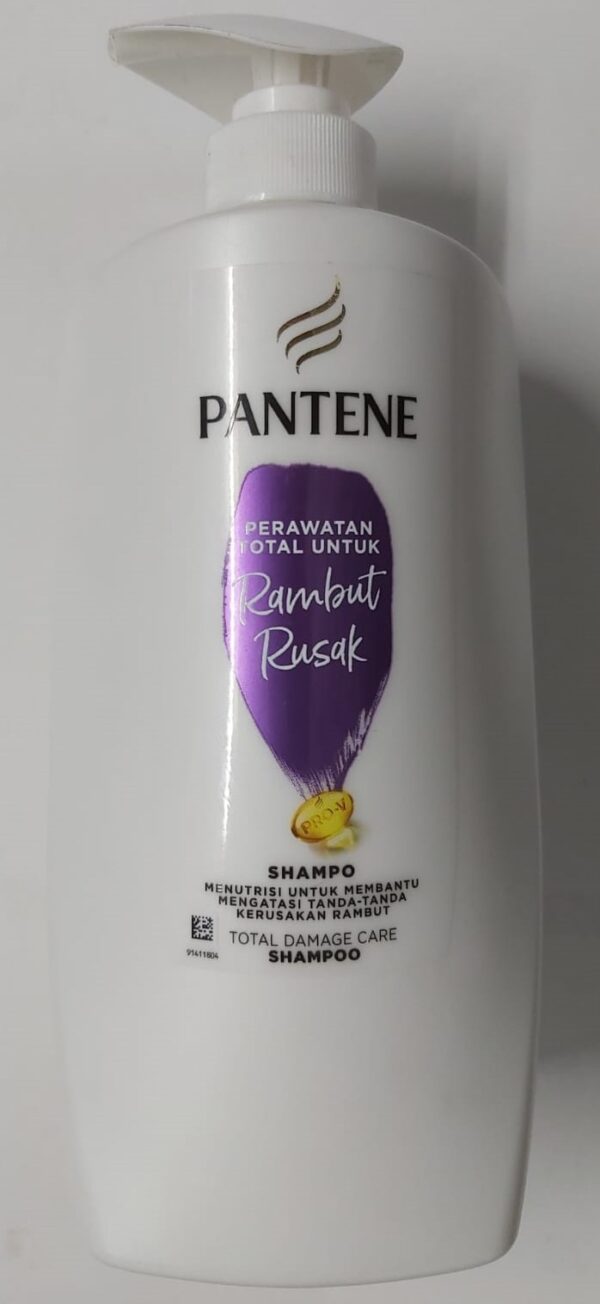 PANTENE
PERAWATAN
TOTAL UNTUK
Rambut
Rusak
PRO-V
SHAMPO
MENUTRISI UNTUK MEMBANTU
MENGATASI TANDA-TANDA
KERUSAKAN RAMBUT
TOTAL DAMAGE CARE
SHAMPOO
91411804